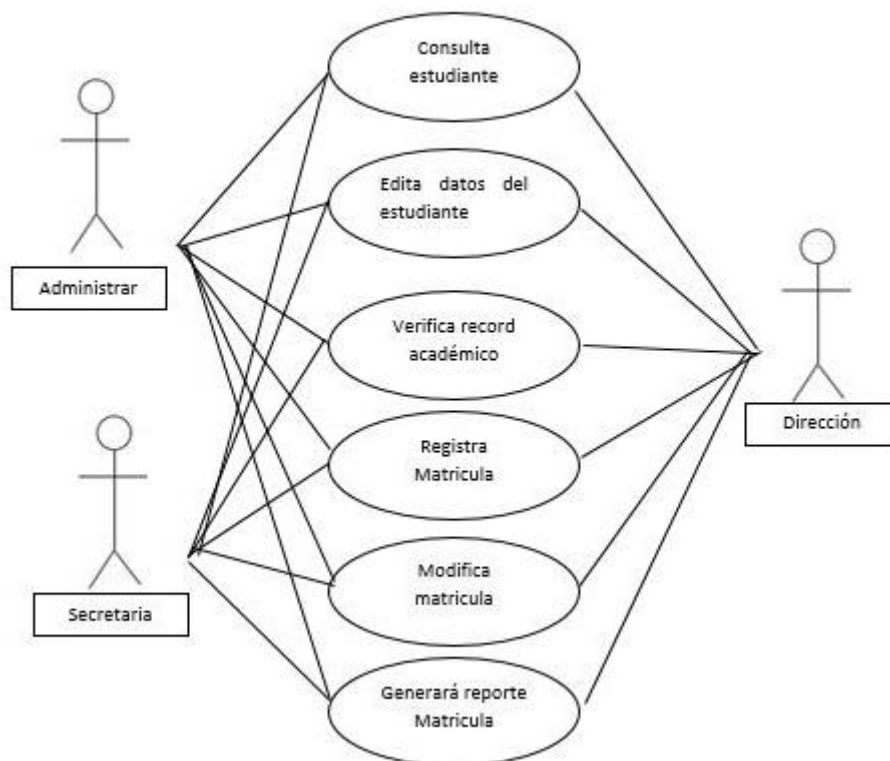 Consulta
estudiante
Edita datos del
estudiante
Administrar
Verifica record
académico
Dirección
Registra
Matricula
Modifica
matricula
Secretaria
Generará reporte
Matricula